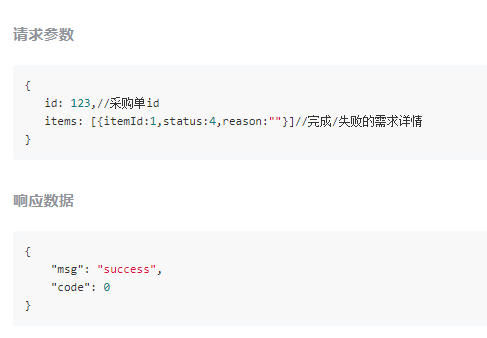 请求参数
{
id: 123,//采购单id
items: [{itemId:1,status:4,reason:""}]//完成/失败的需求详情
}
响应数据
{
"msg": "success",
"code": 0
}